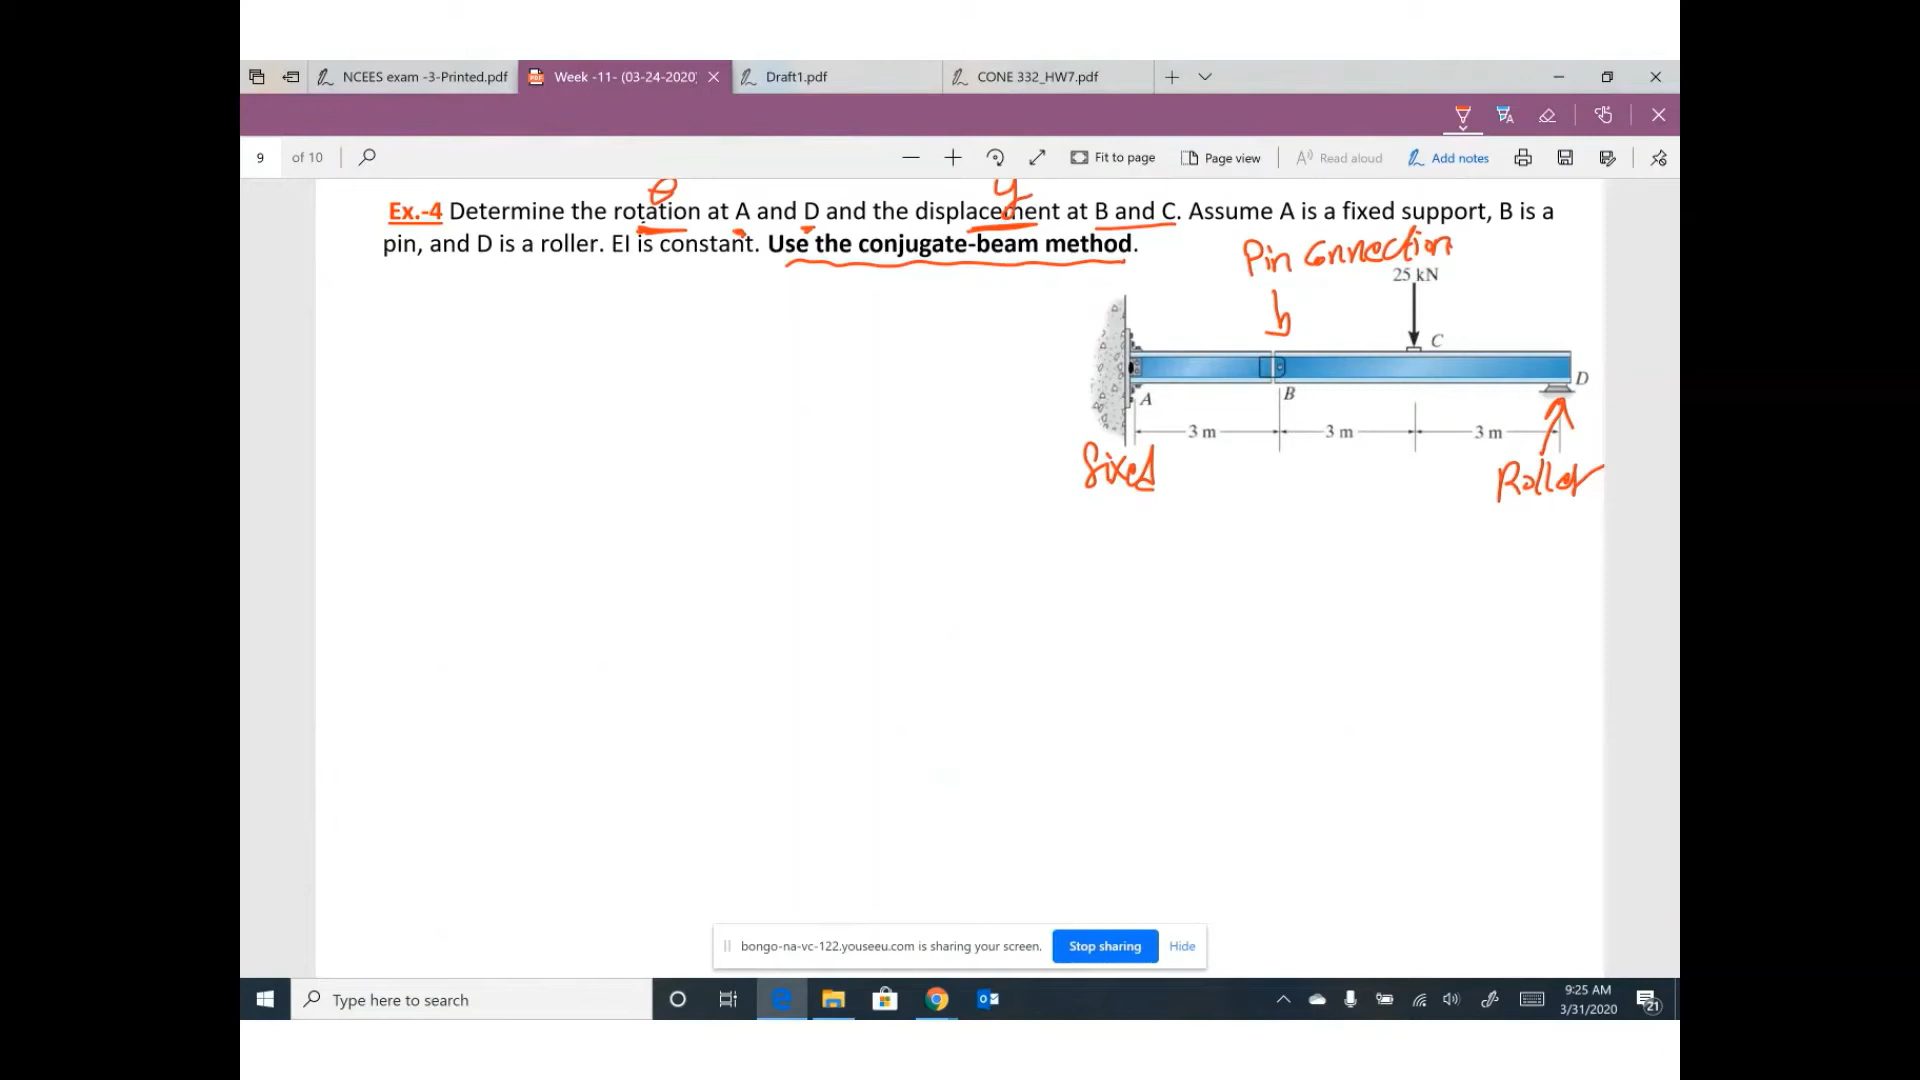 NCEES exam -3-Printed.pdf
Week -11- (03-24-2020)
Draft1.pdf
CONE 332_HW7.pdf
9 of 10
Fit to page
Page view
Read aloud
Add notes
θ y
Ex.-4 Determine the rotation at A and D and the displacement at B and C. Assume A is a fixed support, B is a
pin, and D is a roller. EI is constant. Use the conjugate-beam method.
Pin connection
25 kN
C
D
A
B
3 m
3 m
3 m
fixed
Roller
bongo-na-vc-122.youseeu.com is sharing your screen.
Stop sharing
Hide
Type here to search
9:25 AM
3/31/2020
21